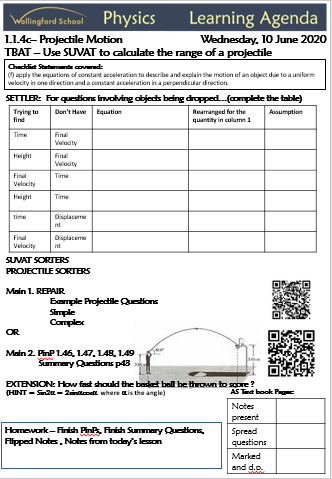 Wallingford School Physics Learning Agenda
1.1.4c– Projectile Motion Wednesday, 10 June 2020
TBAT – Use SUVAT to calculate the range of a projectile
Checklist Statements covered:
(f) apply the equations of constant acceleration to describe and explain the motion of an object due to a uniform
velocity in one direction and a constant acceleration in a perpendicular direction.
SETTLER: For questions involving objects being dropped....(complete the table)
Trying to find Don't Have Equation Rearranged for the quantity in column 1 Assumption
Time Final Velocity
Height Final Velocity
Final Velocity Time
Height Time
time Displacement
Final Velocity Displacement
SUVAT SORTERS
PROJECTILE SORTERS
Main 1. REPAIR
Example Projectile Questions
Simple
Complex
OR
Main 2. PinP 1.46, 1.47, 1.48, 1.49
Summary Questions p43
EXTENSION: How fast should the basket ball be thrown to score ?
(HINT = Sin2α = 2sinαcosα where α is the angle)
AS Text book Pages:
Notes present
Spread questions
Marked and d.p.
Homework – Finish PinPs, Finish Summary Questions,
Flipped Notes , Notes from today's lesson